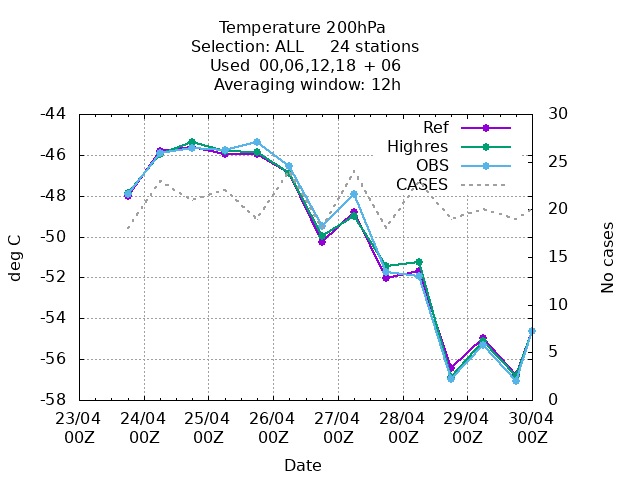 Temperature 200hPa
Selection: ALL 24 stations
Used 00,06,12,18 + 06
Averaging window: 12h
-44 30
Ref
Highres
OBS
CASES
-46 25
-48 20
-50 15
-52 10
-54 5
-56 0
-58
deg C
No cases
23/04 24/04 25/04 26/04 27/04 28/04 29/04 30/04
00Z 00Z 00Z 00Z 00Z 00Z 00Z 00Z
Date